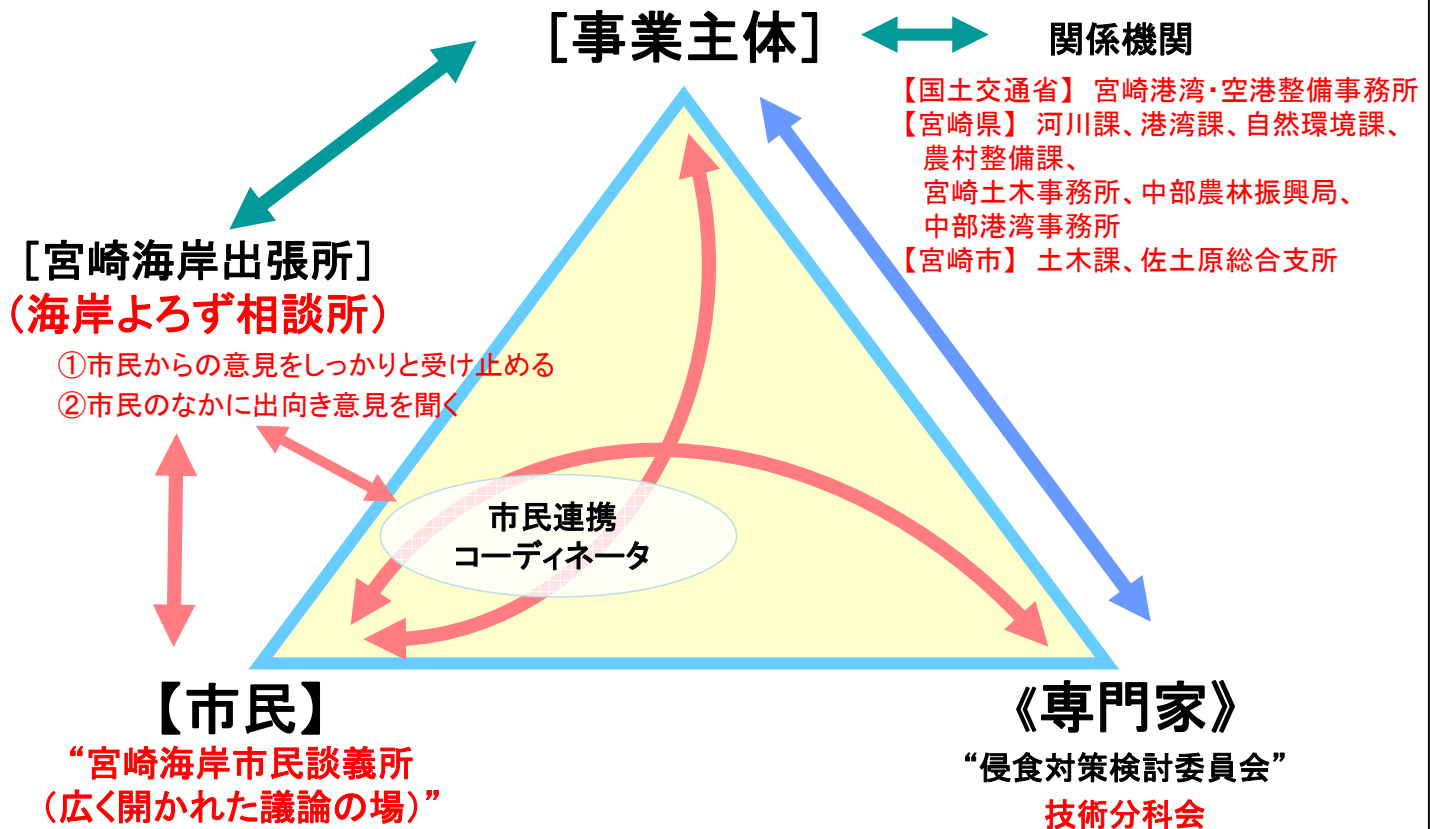 [事業主体]
関係機関
【国土交通省】 宮崎港湾・空港整備事務所
【宮崎県】 河川課、港湾課、自然環境課、
農村整備課、
宮崎土木事務所、中部農林振興局、
中部港湾事務所
【宮崎市】 土木課、佐土原総合支所
[宮崎海岸出張所]
(海岸よろず相談所)
①市民からの意見をしっかりと受け止める
②市民のなかに出向き意見を聞く
市民連携
コーディネータ
【市民】
“宮崎海岸市民談義所
(広く開かれた議論の場)”
《専門家》
“侵食対策検討委員会”
技術分科会